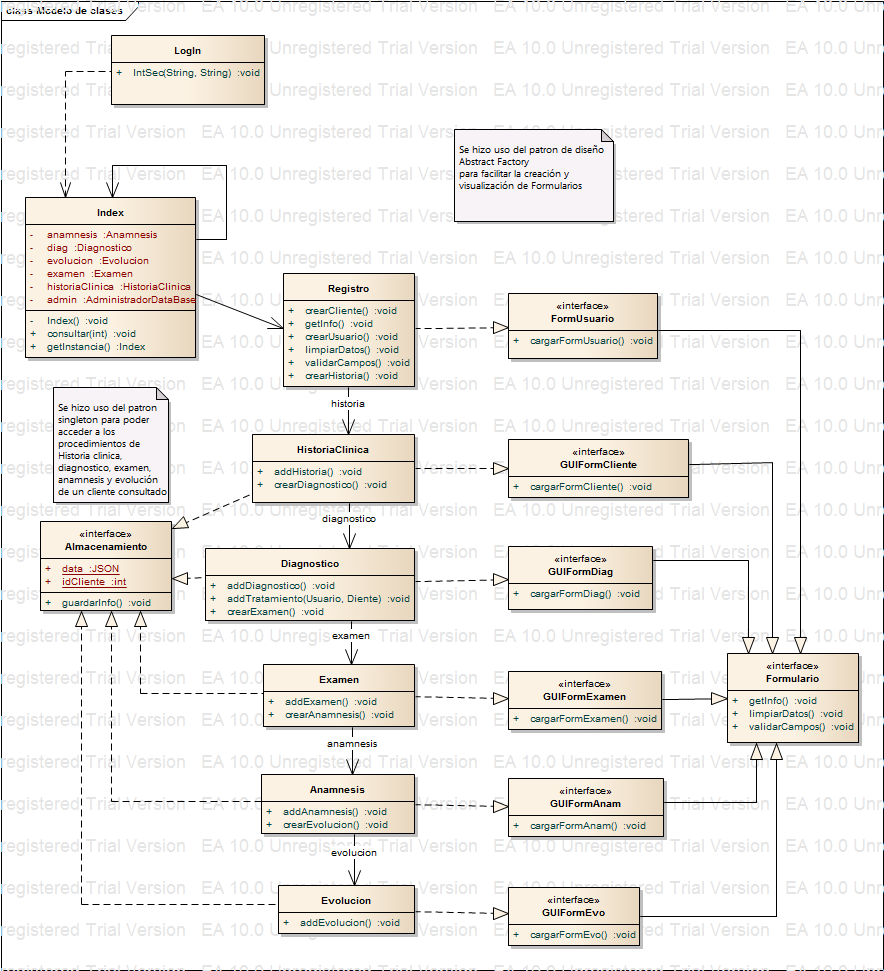 class Modelo de clases
LogIn
+ IntSec(String, String) :void
Se hizo uso del patron de diseño
Abstract Factory
para facilitar la creación y
visualización de Formularios
Index
- anamnesis :Anamnesis
- diag :Diagnostico
- evolucion :Evolucion
- examen :Examen
- historiaClinica :HistoriaClinica
- admin :AdministradorDataBase
- Index() :void
+ consultar(int) :void
+ getInstancia() :Index
Registro
+ crearCliente() :void
+ getInfo() :void
+ crearUsuario() :void
+ limpiarDatos() :void
+ validarCampos() :void
+ crearHistoria() :void
«interface»
FormUsuario
+ cargarFormUsuario() :void
historia
Se hizo uso del patron
singleton para poder
acceder a los
procedimientos de
Historia clinica,
diagnostico, examen,
anamnesis y evolución
de un cliente consultado
HistoriaClinica
+ addHistoria() :void
+ crearDiagnostico() :void
«interface»
GUIFormCliente
+ cargarFormCliente() :void
diagnostico
«interface»
Almacenamiento
+ data :JSON
+ idCliente :int
+ guardarInfo() :void
Diagnostico
+ addDiagnostico() :void
+ addTratamiento(Usuario, Diente) :void
+ crearExamen() :void
«interface»
GUIFormDiag
+ cargarFormDiag() :void
examen
Examen
+ addExamen() :void
+ crearAnamnesis() :void
«interface»
GUIFormExamen
+ cargarFormExamen() :void
«interface»
Formulario
+ getInfo() :void
+ limpiarDatos() :void
+ validarCampos() :void
anamnesis
Anamnesis
+ addAnamnesis() :void
+ crearEvolucion() :void
«interface»
GUIFormAnam
+ cargarFormAnam() :void
evolucion
Evolucion
+ addEvolucion() :void
«interface»
GUIFormEvo
+ cargarFormEvo() :void
EA 10.0 Unregistered Trial Version